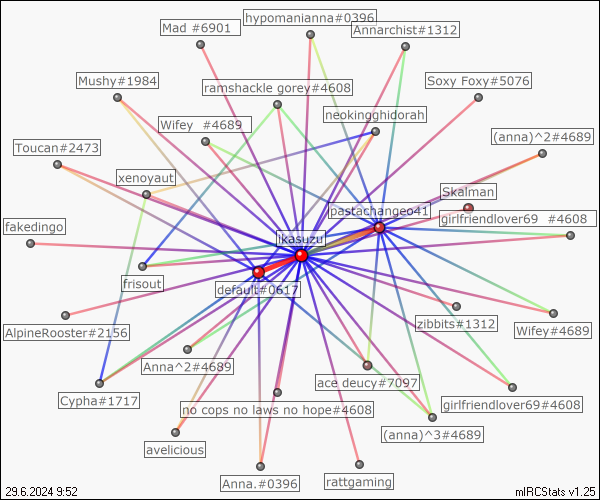 hypomanianna#0396
Mad #6901
Annarchist#1312
Mushy#1984
ramshackle gorey#4608
Soxy Foxy#5076
neokingghidorah
Wifey #4689
(anna)^2#4689
Toucan#2473
xenoyaut
Skalman
pastachangeo41
girlfriendlover69 #4608
fakedingo
jkasuzu
frisout
default#0617
AlpineRooster#2156
zibbits#1312
Wifey#4689
Anna^2#4689
ace deucy#7097
Cypha#1717
no cops no laws no hope#4608
girlfriendlover69#4608
(anna)^3#4689
avelicious
Anna.#0396
rattgaming
29.6.2024 9:52
mIRCStats v1.25